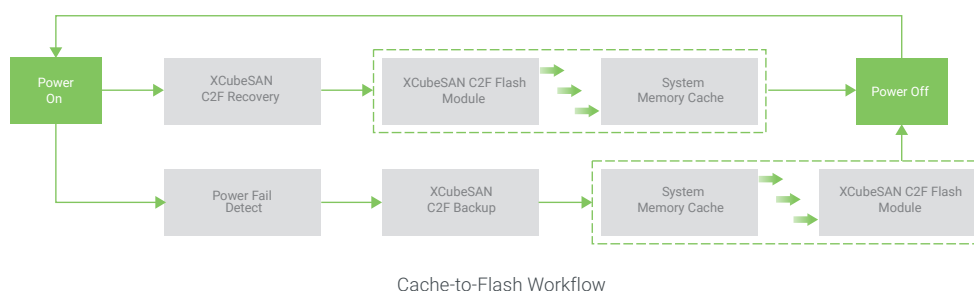 Power
On
XCubeSAN
C2F Recovery
XCubeSAN C2F Flash
Module
System
Memory Cache
Power Off
Power Fail
Detect
XCubeSAN
C2F Backup
System
Memory Cache
XCubeSAN C2F Flash
Module
Cache-to-Flash Workflow